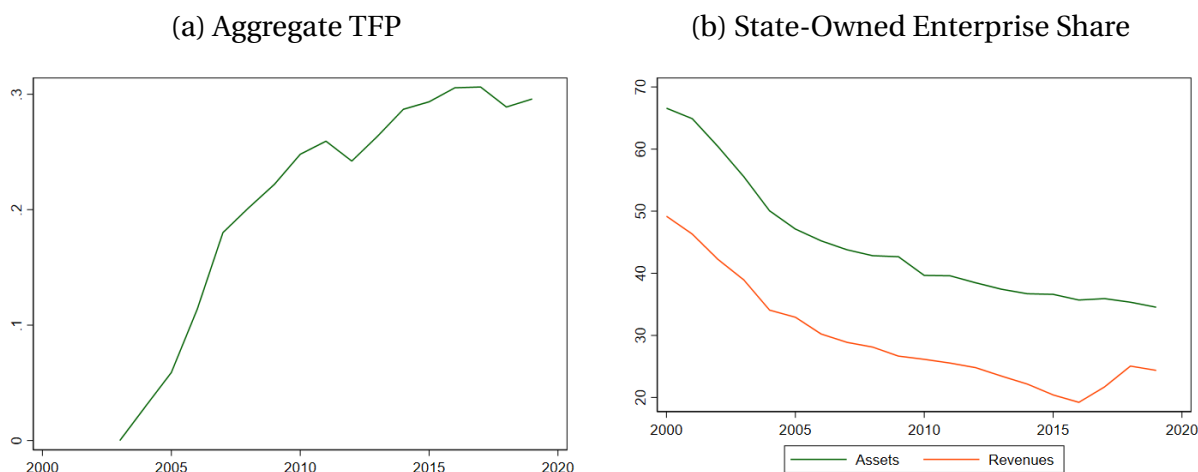 (a) Aggregate TFP
.3
.2
.1
0
2000 2005 2010 2015 2020
(b) State-Owned Enterprise Share
70
60
50
40
30
20
2000 2005 2010 2015 2020
Assets Revenues